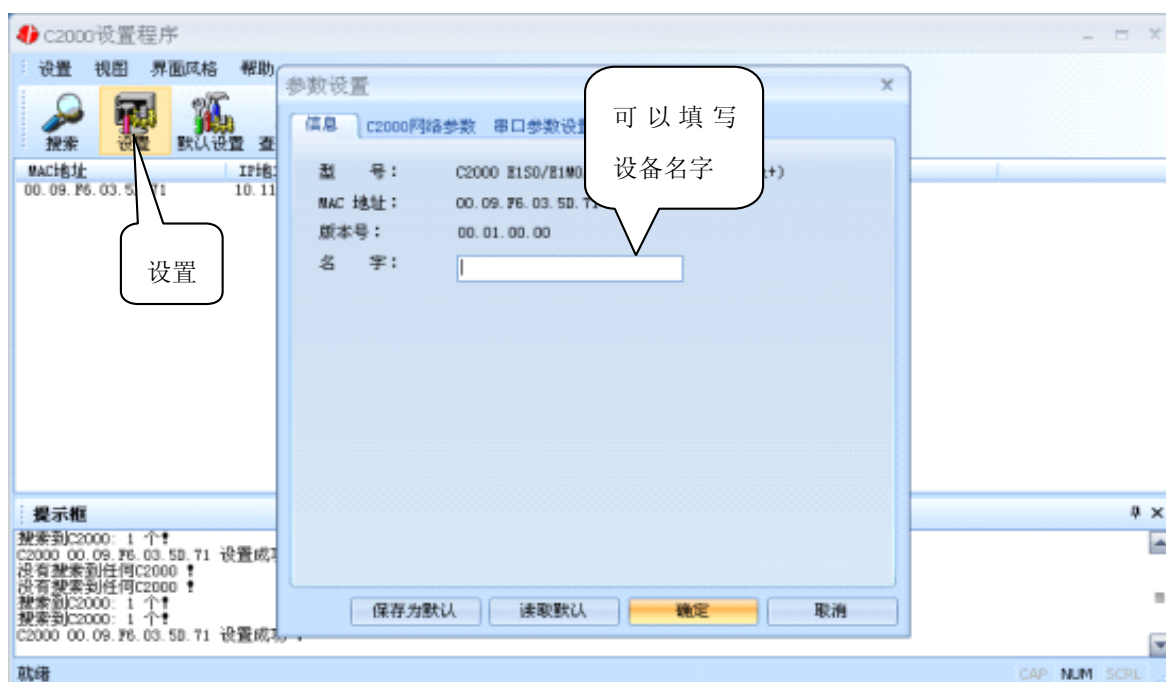 C2000设置程序
设置 视图 界面风格 帮助
搜索 设置 默认设置 查
MAC地址 IP地
00.09.F6.03.5 71 10.11
设置
参数设置
信息 C2000网络参数 串口参数设
可以填写
设备名字
型 号： C2000 E1S0/E1M0 t+)
MAC 地址： 00.09.F6.03.5D.71
版本号： 00.01.00.00
名 字：
提示框
搜索到C2000: 1 个！
C2000 00.09.F6.03.5D.71 设置成功
没有搜索到任何C2000 ！
没有搜索到任何C2000 ！
搜索到C2000: 1 个！
搜索到C2000: 1 个！
C2000 00.09.F6.03.5D.71 设置成功
保存为默认 读取默认 确定 取消
就绪 CAP NUM SCRL